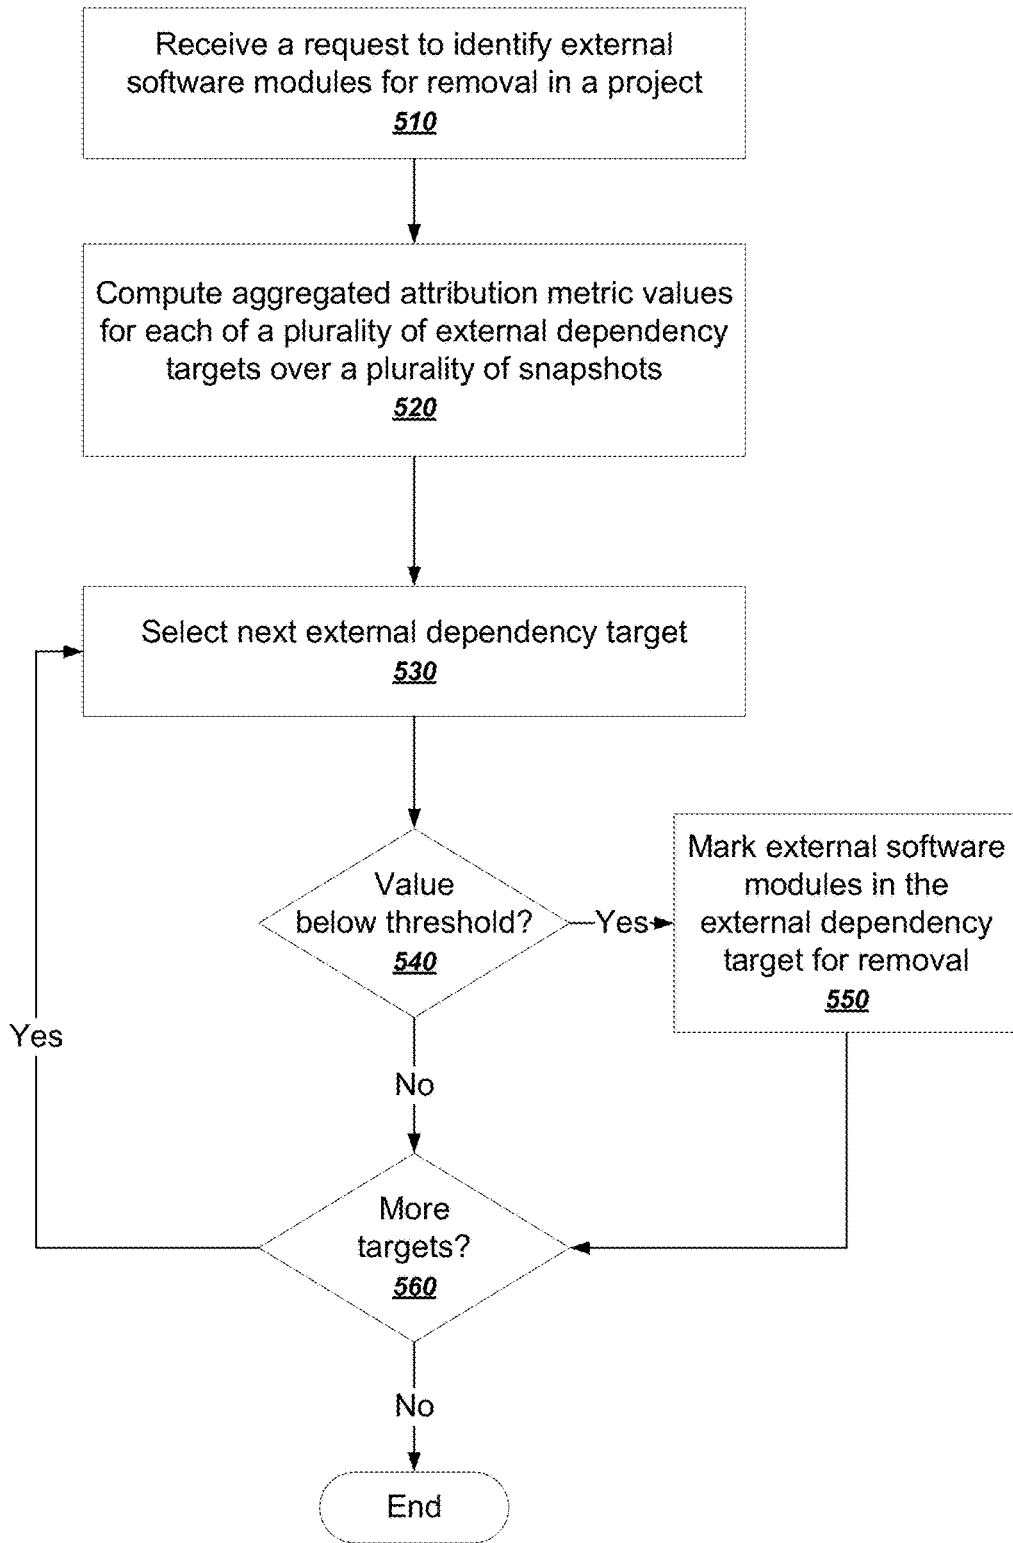 Receive a request to identify external
software modules for removal in a project
510
Compute aggregated attribution metric values
for each of a plurality of external dependency
targets over a plurality of snapshots
520
Select next external dependency target
530
Value
below threshold?
540
Yes
Mark external software
modules in the
external dependency
target for removal
550
Yes
No
More
targets?
560
No
End